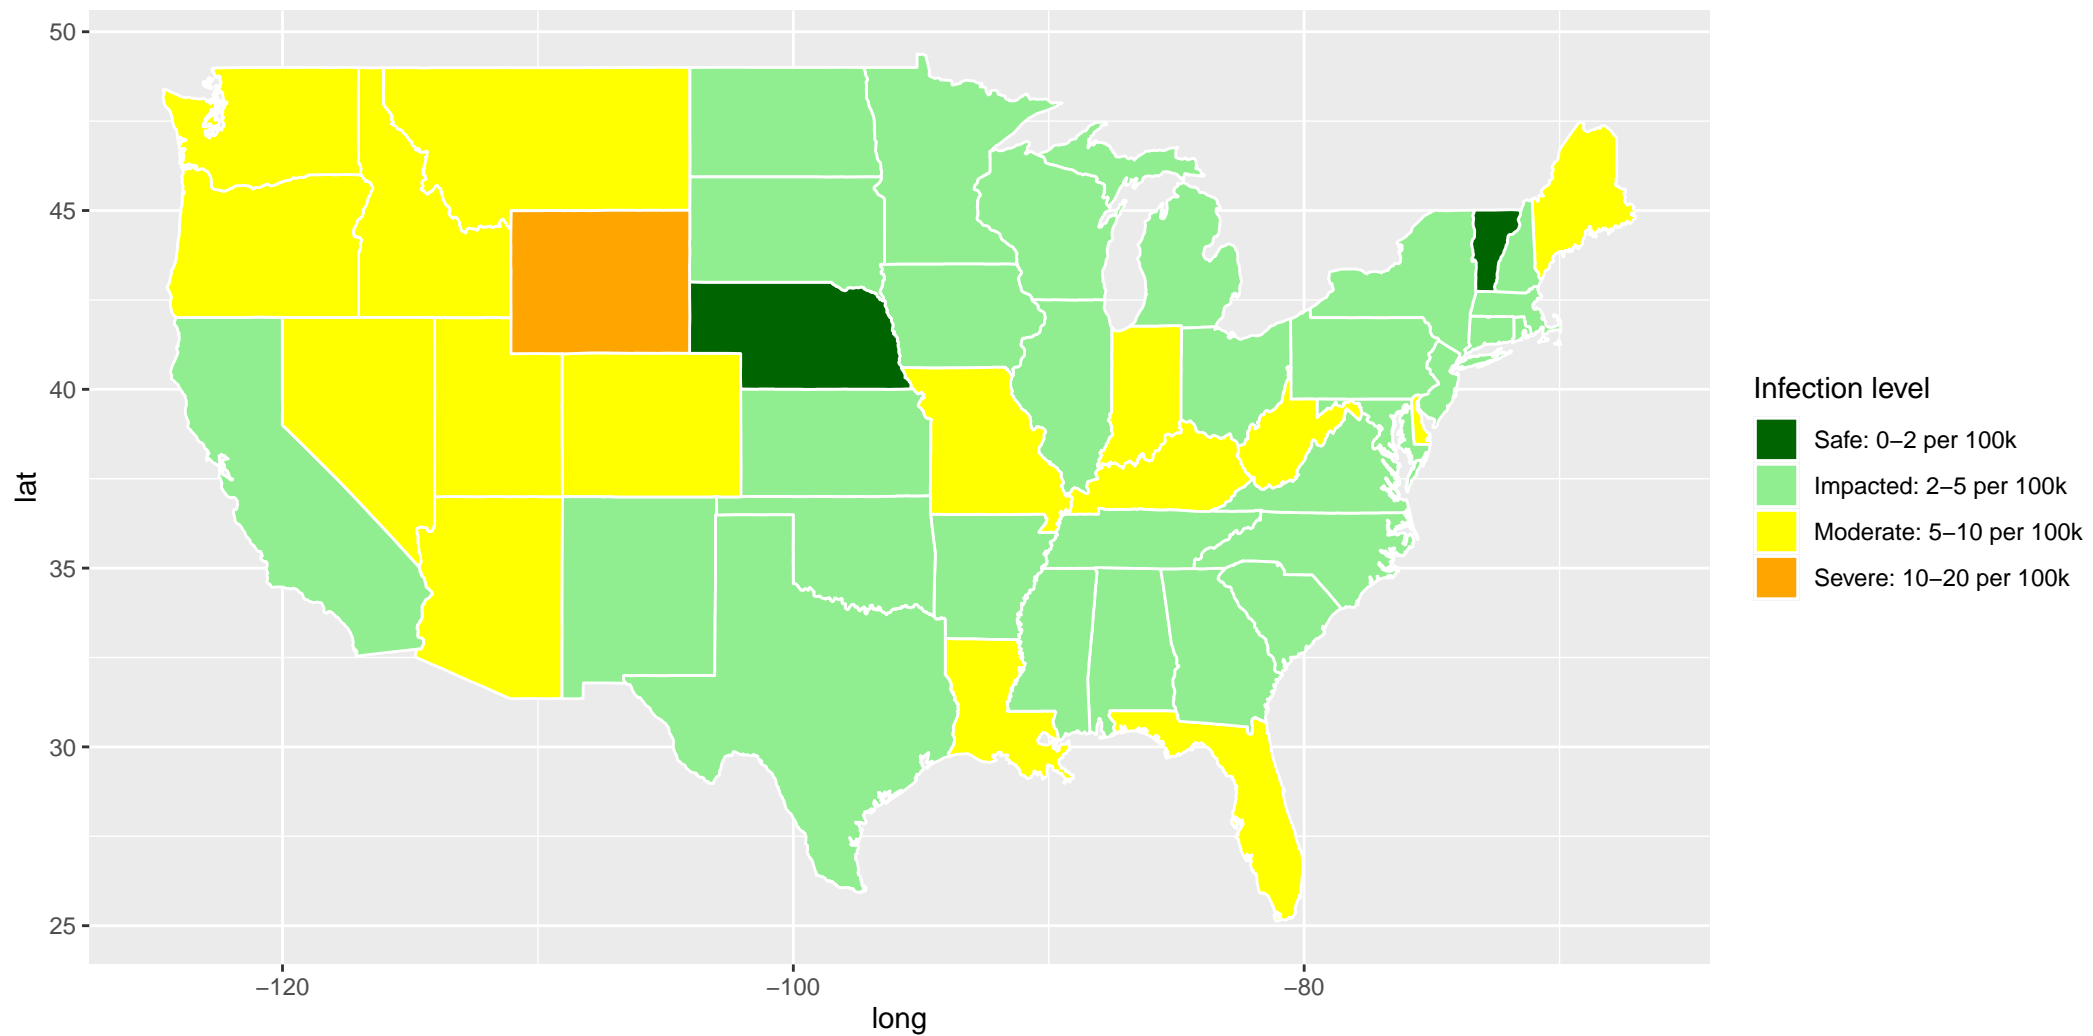 50
45
40
35
30
25
lat
−120
−100
−80
long
Infection level
Safe: 0−2 per 100k
Impacted: 2−5 per 100k
Moderate: 5−10 per 100k
Severe: 10−20 per 100k